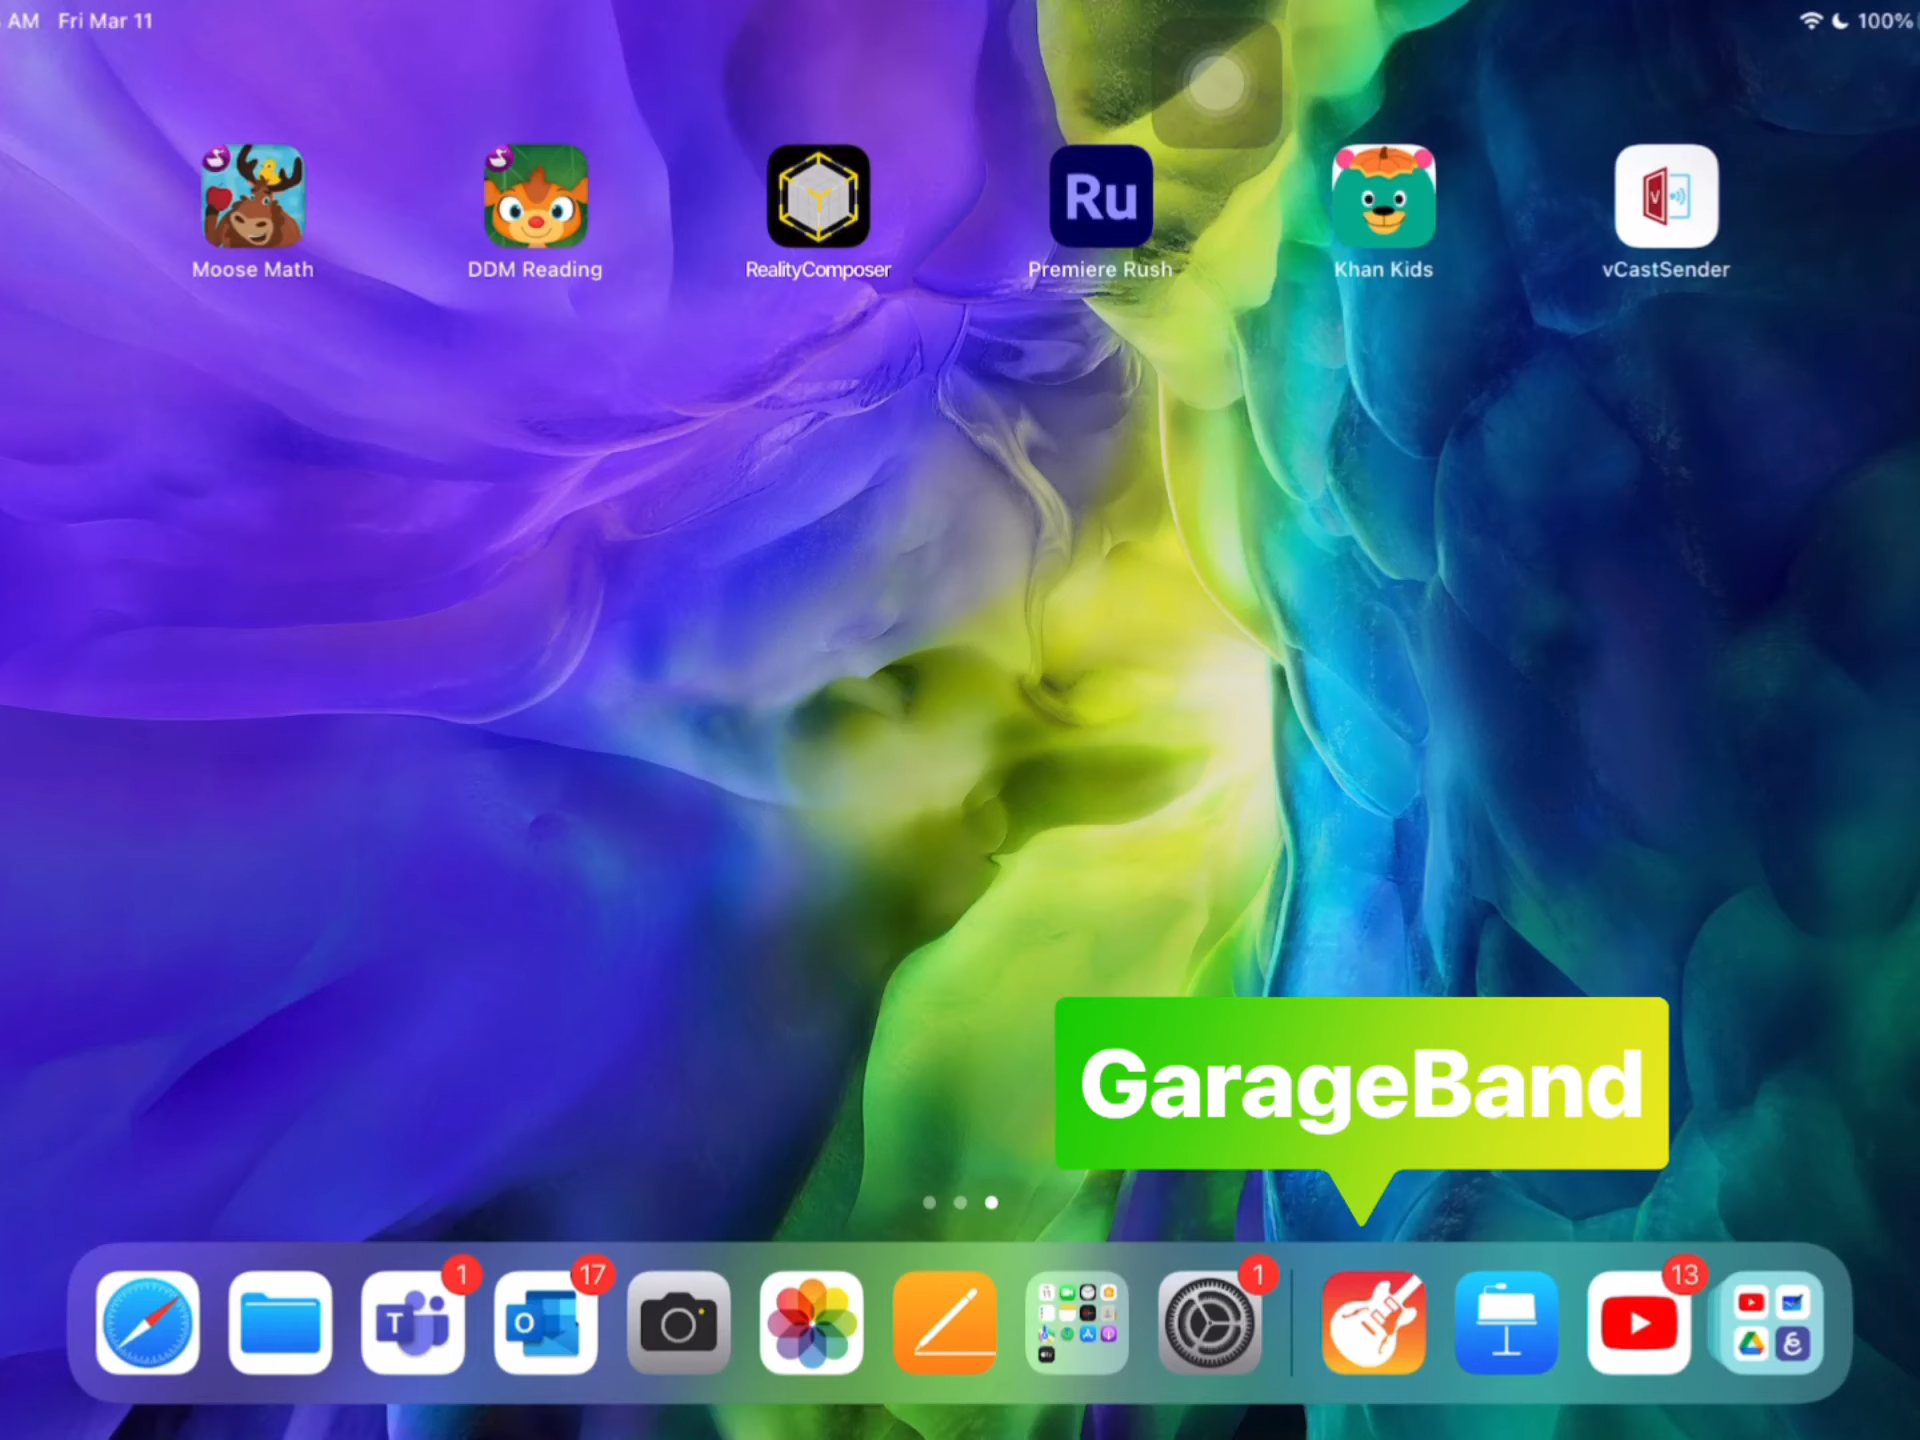 AM Fri Mar 11
100%
Moose Math
DDM Reading
RealityComposer
Ru
Premiere Rush
Khan Kids
V
vCastSender
GarageBand
1
17
1
13
T
O